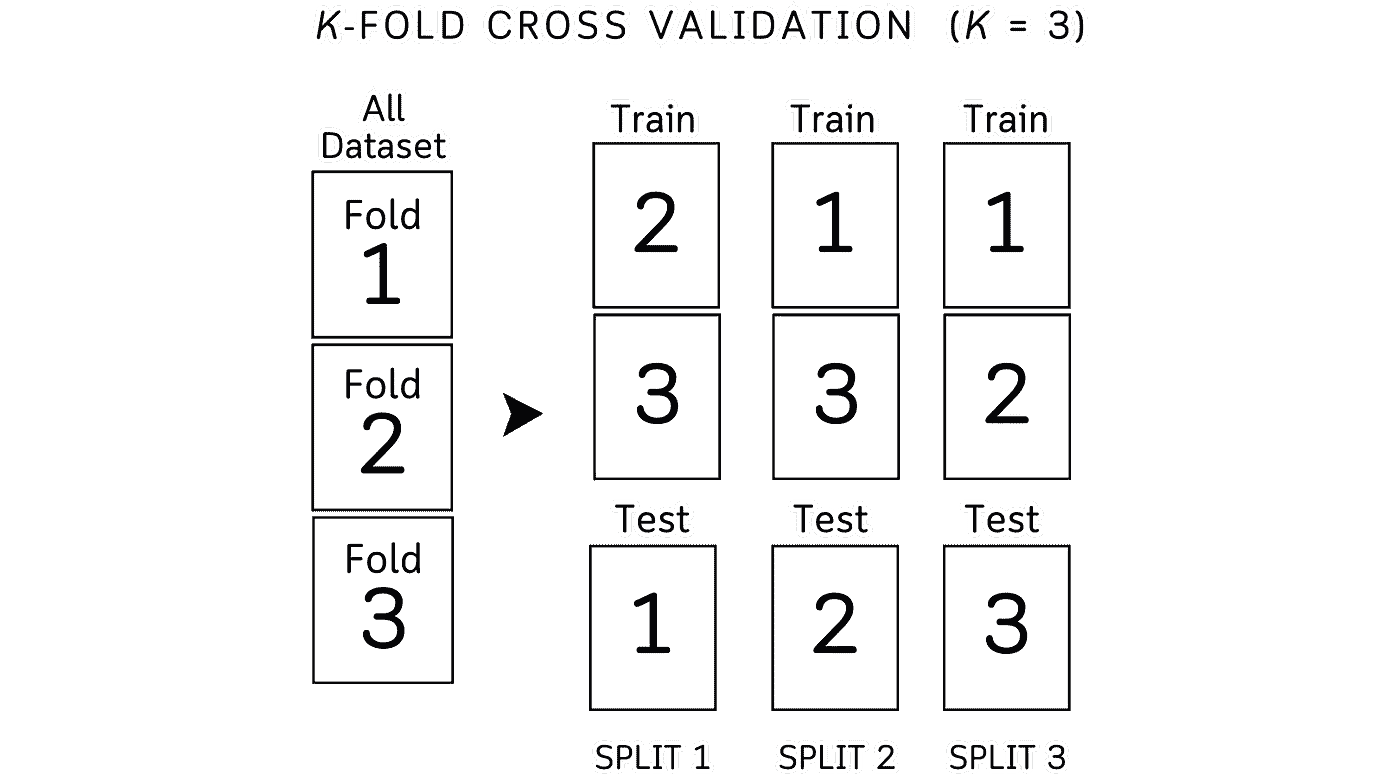 K-FOLD CROSS VALIDATION (K = 3)
All
Dataset
Fold
1
Fold
2
Fold
3
Train Train Train
2 1 1
3 3 2
Test Test Test
1 2 3
SPLIT 1 SPLIT 2 SPLIT 3